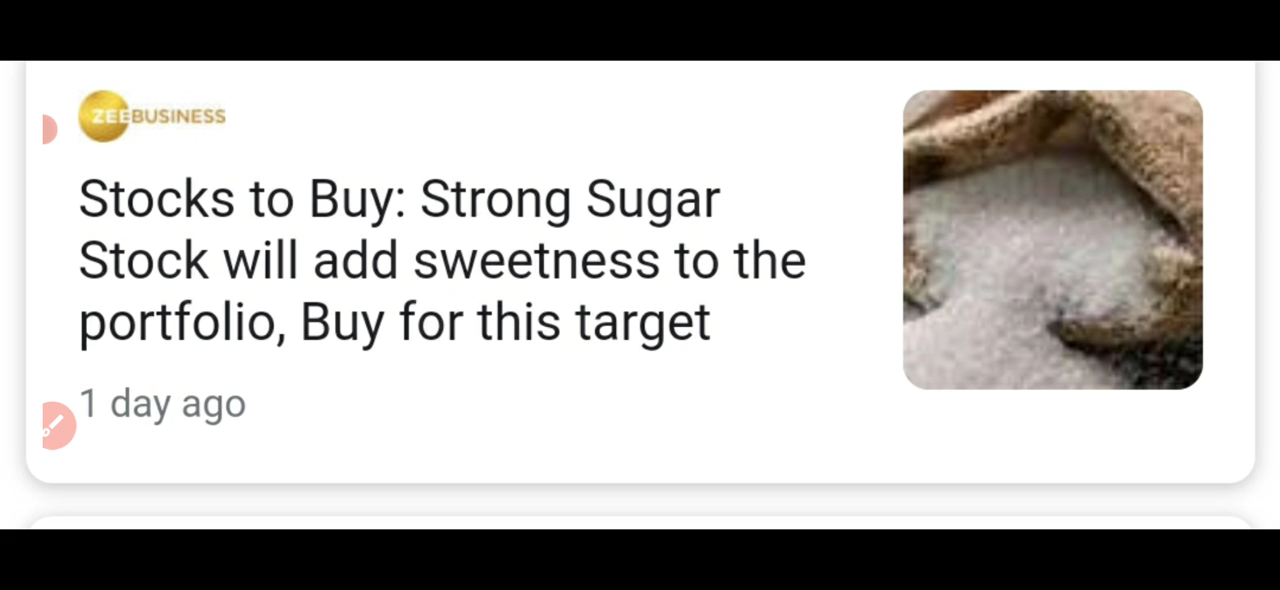 ZEEBUSINESS
Stocks to Buy: Strong Sugar
Stock will add sweetness to the
portfolio, Buy for this target
1 day ago